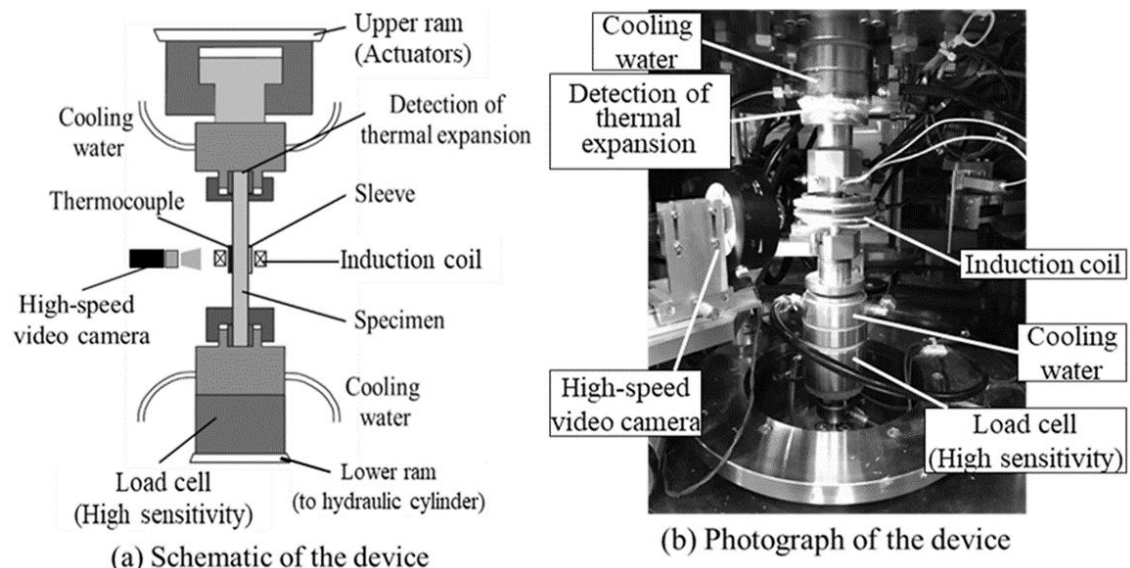 Upper ram
(Actuators)
Cooling
water
Detection of
thermal expansion
Thermocouple
Sleeve
Induction coil
High-speed
video camera
Specimen
Cooling
water
Load cell
(High sensitivity)
Lower ram
(to hydraulic cylinder)
(a) Schematic of the device
Cooling
water
Detection of
thermal
expansion
Induction coil
Cooling
water
High-speed
video camera
Load cell
(High sensitivity)
(b) Photograph of the device